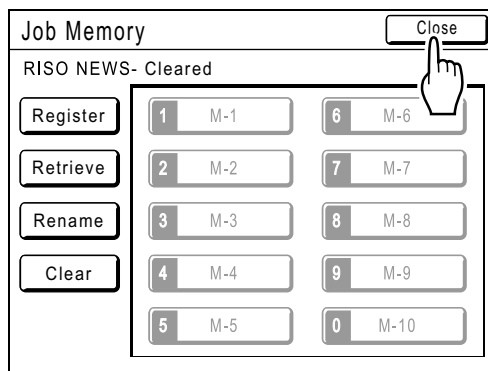 Job Memory Close
RISO NEWS- Cleared
Register 1 M-1 6 M-6
Retrieve 2 M-2 7 M-7
Rename 3 M-3 8 M-8
Clear 4 M-4 9 M-9
5 M-5 0 M-10